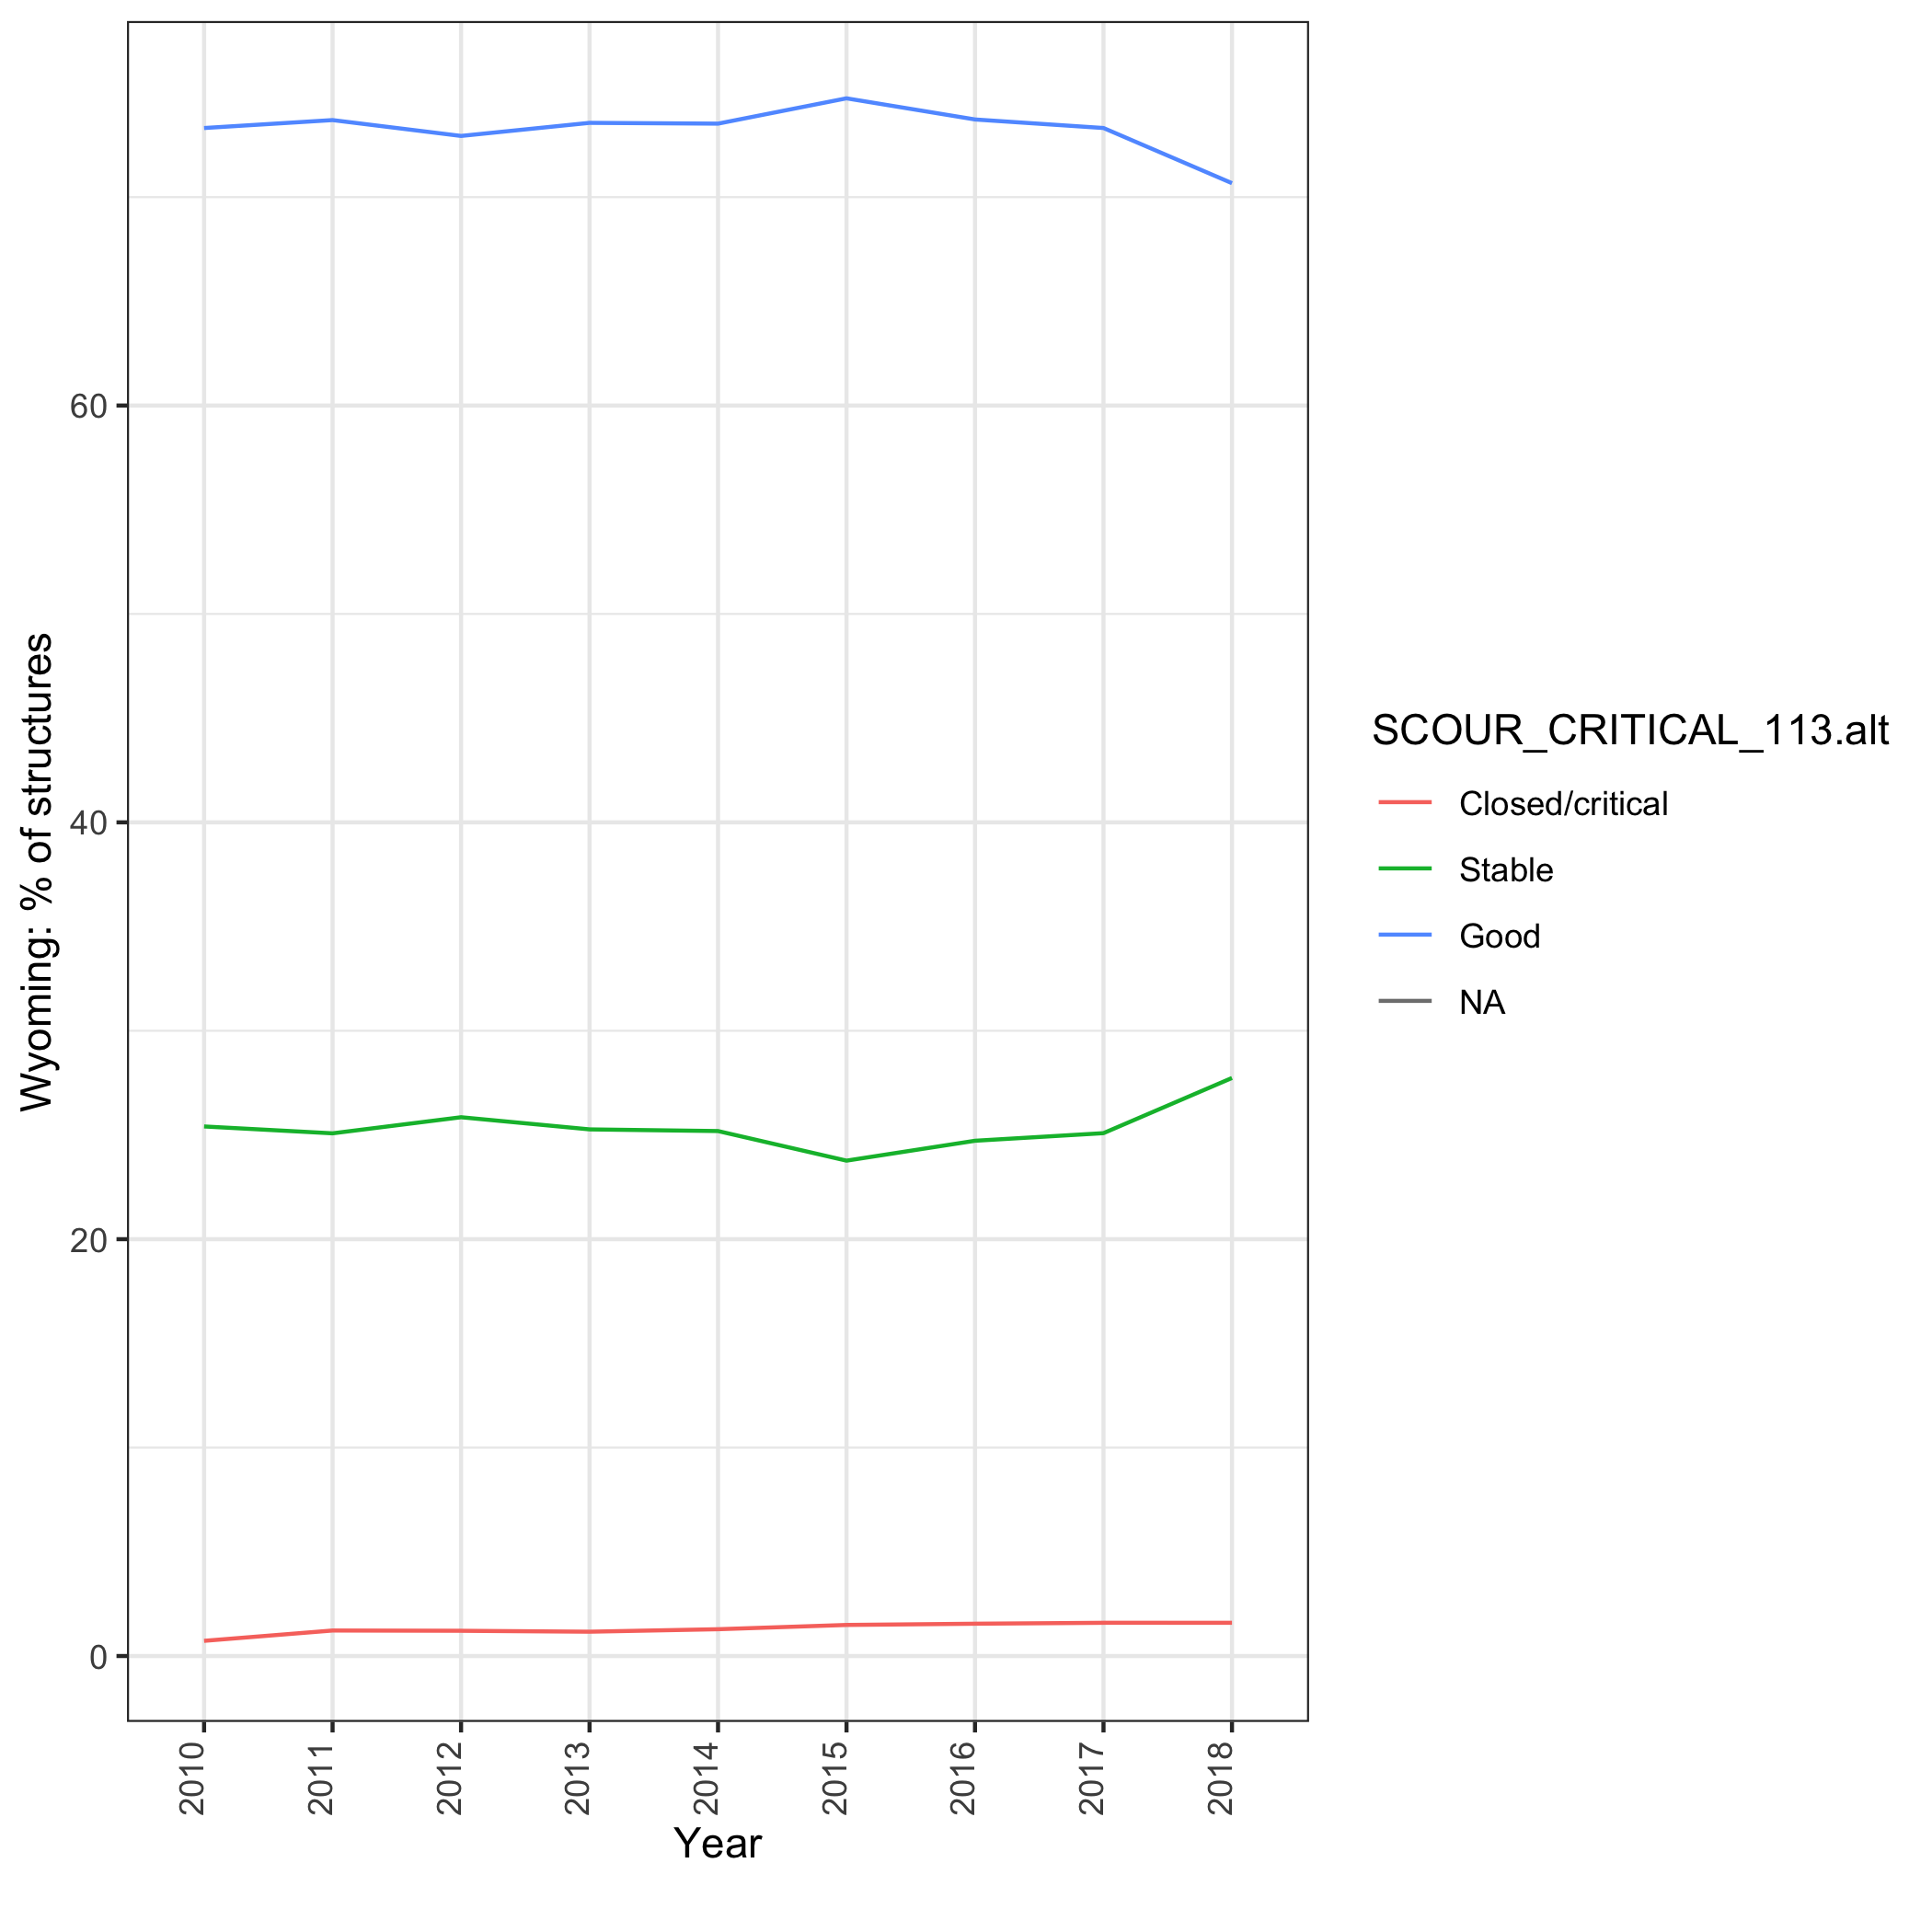 Wyoming: % of structures
60
40
20
0
2010
2011
2012
2013
2014
2015
2016
2017
2018
Year
SCOUR_CRITICAL_113.alt
Closed/critical
Stable
Good
NA